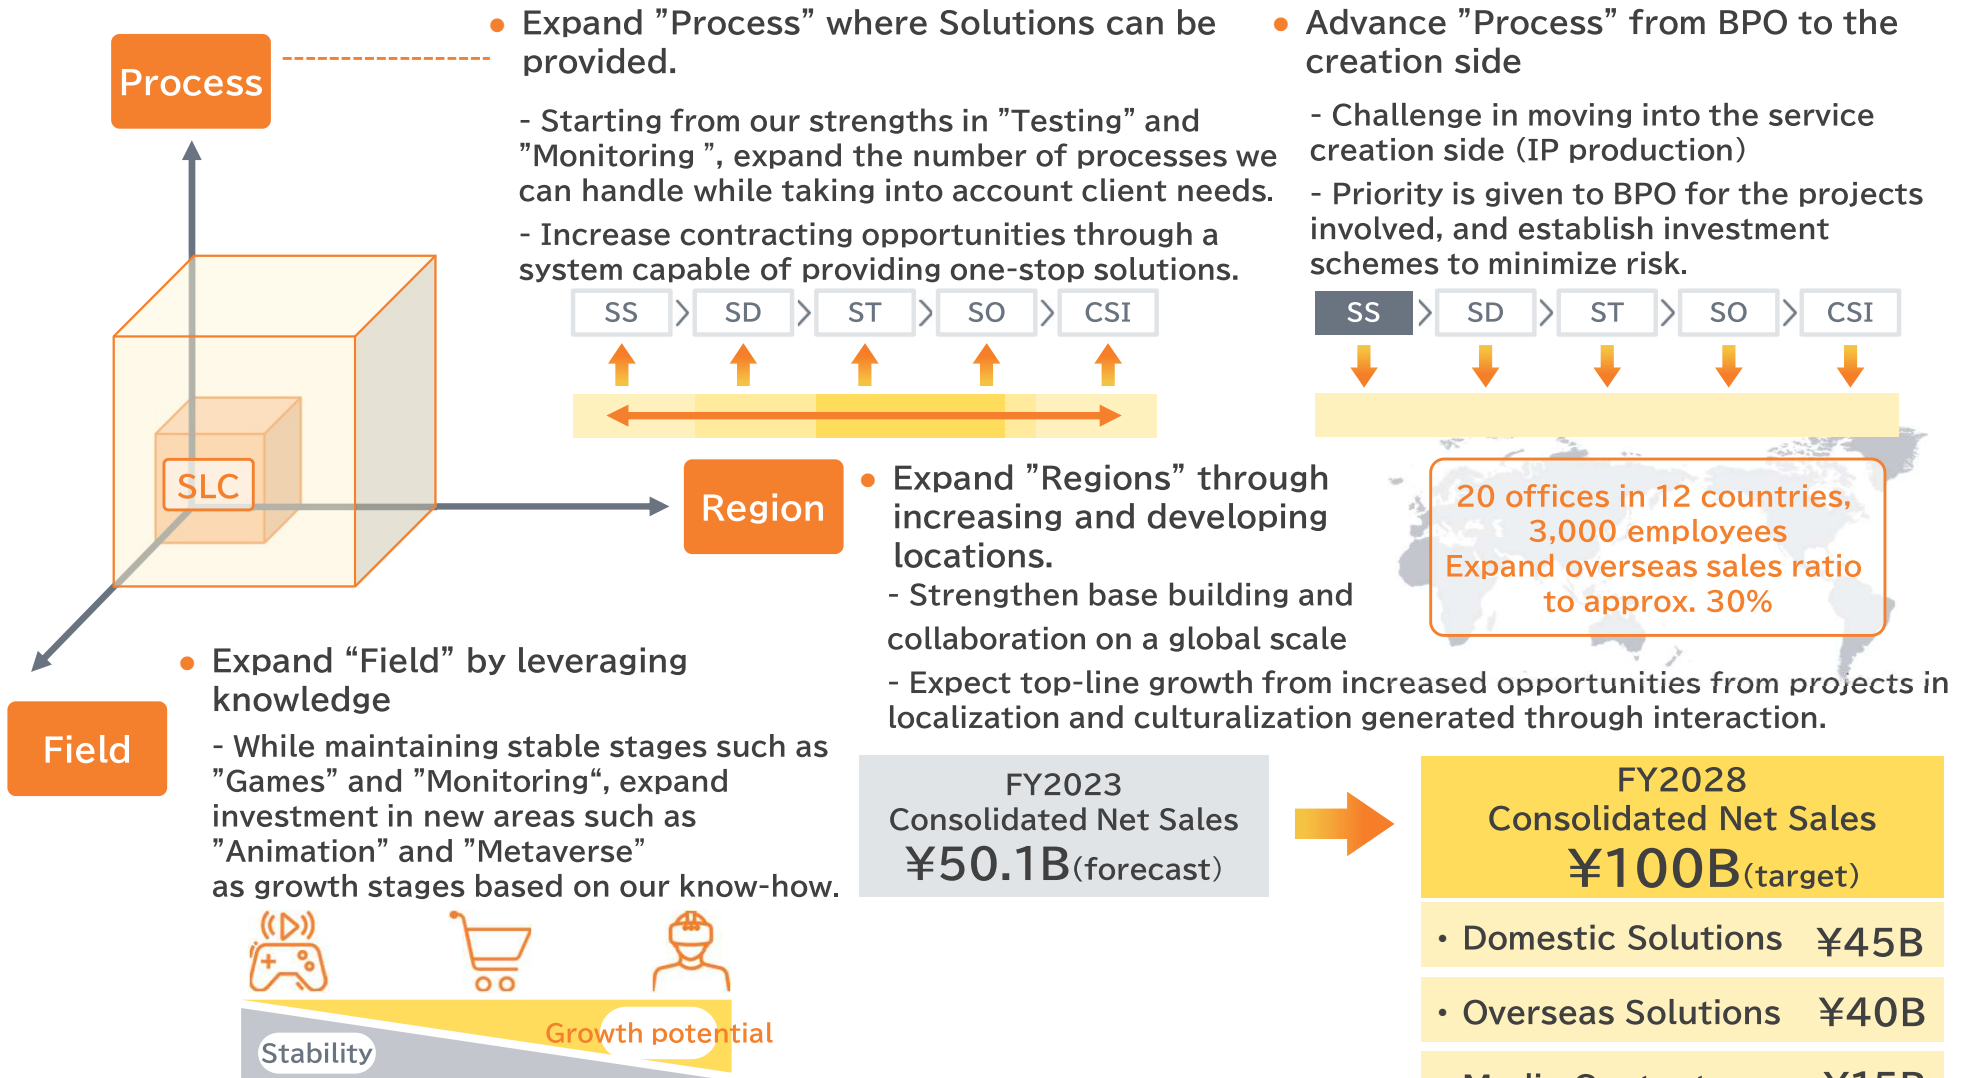 Process
• Expand ”Process” where Solutions can be
provided.
- Starting from our strengths in ”Testing” and
”Monitoring ”, expand the number of processes we
can handle while taking into account client needs.
- Increase contracting opportunities through a
system capable of providing one-stop solutions.
SS > SD > ST > SO > CSI
• Advance ”Process” from BPO to the
creation side
- Challenge in moving into the service
creation side (IP production)
- Priority is given to BPO for the projects
involved, and establish investment
schemes to minimize risk.
SS > SD > ST > SO > CSI
SLC
Region
• Expand ”Regions” through
increasing and developing
locations.
- Strengthen base building and
collaboration on a global scale
- Expect top-line growth from increased opportunities from projects in
localization and culturalization generated through interaction.
20 offices in 12 countries,
3,000 employees
Expand overseas sales ratio
to approx. 30%
Field
• Expand “Field” by leveraging
knowledge
- While maintaining stable stages such as
”Games” and ”Monitoring“, expand
investment in new areas such as
”Animation” and ”Metaverse”
as growth stages based on our know-how.
Growth potential
Stability
FY2023
Consolidated Net Sales
¥50.1B(forecast)
FY2028
Consolidated Net Sales
¥100B(target)
・Domestic Solutions ¥45B
・Overseas Solutions ¥40B
¥15B